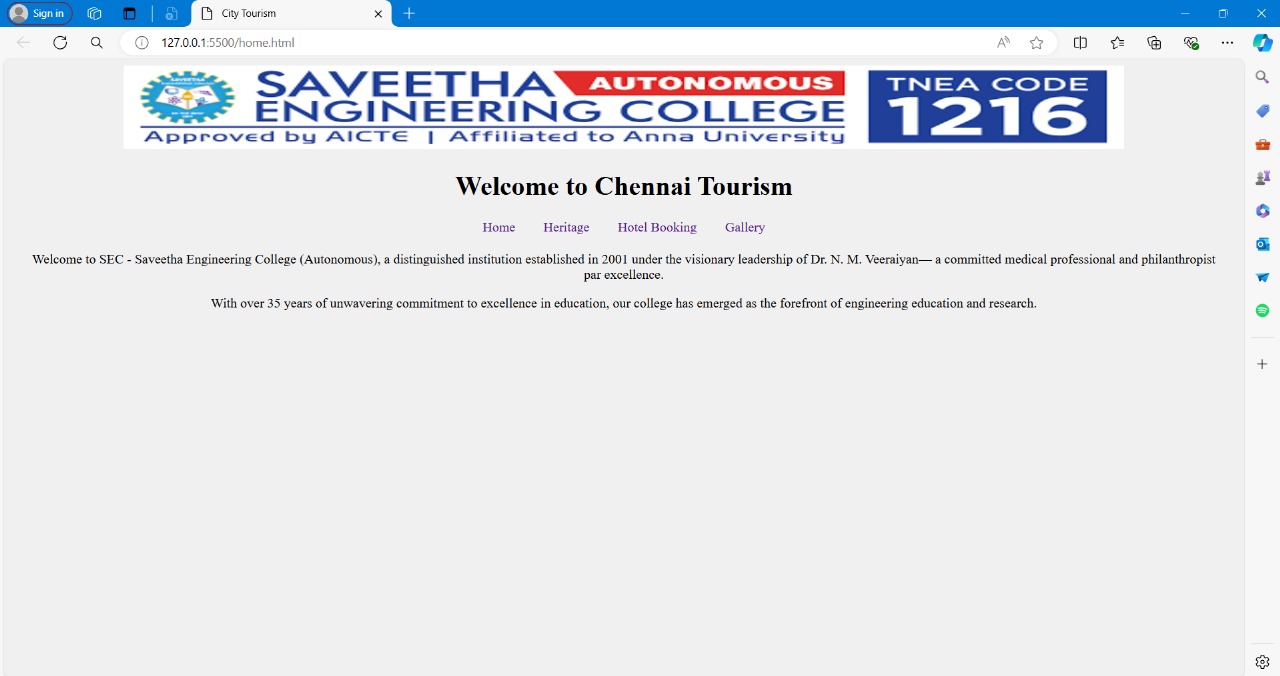 Sign in
City Tourism
127.0.0.1:5500/home.html
SAVEETHA AUTONOMOUS
ENGINEERING COLLEGE
Approved by AICTE | Affiliated to Anna University
TNEA CODE
1216
Welcome to Chennai Tourism
Home Heritage Hotel Booking Gallery
Welcome to SEC - Saveetha Engineering College (Autonomous), a distinguished institution established in 2001 under the visionary leadership of Dr. N. M. Veeraiyan— a committed medical professional and philanthropist
par excellence.
With over 35 years of unwavering commitment to excellence in education, our college has emerged as the forefront of engineering education and research.